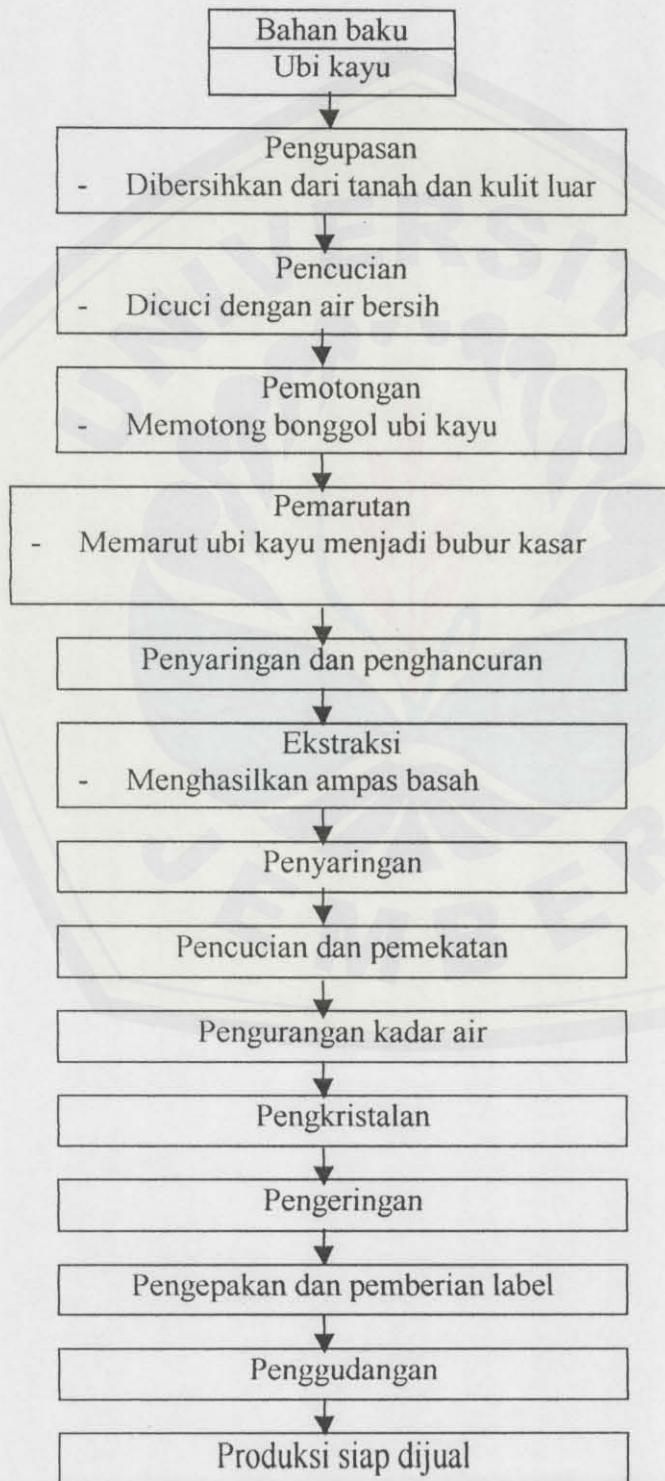 Bahan baku
Ubi kayu
Pengupasan
- Dibersihkan dari tanah dan kulit luar
Pencucian
- Dicuci dengan air bersih
Pemotongan
- Memotong bonggol ubi kayu
Pemarutan
- Memarut ubi kayu menjadi bubur kasar
Penyaringan dan penghancuran
Ekstraksi
- Menghasilkan ampas basah
Penyaringan
Pencucian dan pemekatan
Pengurangan kadar air
Pengkristalan
Pengeringan
Pengepakan dan pemberian label
Penggudangan
Produksi siap dijual
UNIVERSITA
JEMBER